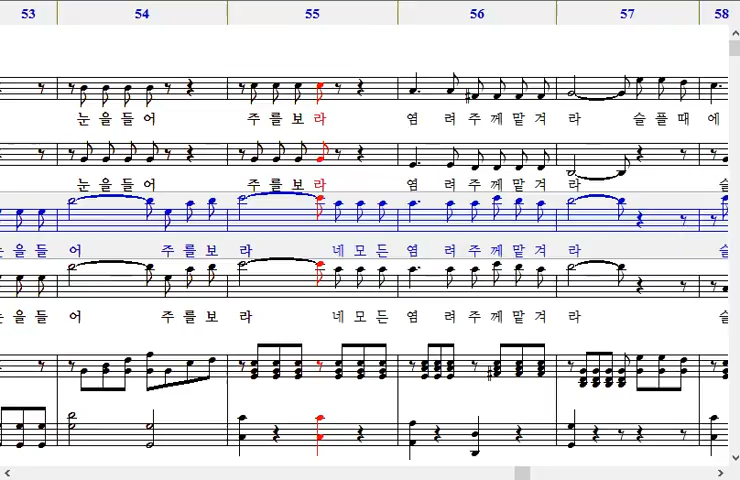 53 54 55 56 57 58
눈 을 들 어 주 를 보 라 염 려 주 께 맡 겨 라 슬 플 때 에
눈 을 들 어 주 를 보 라 염 려 주 께 맡 겨 라 슬
눈 을 들 어 주 를 보 라 네 모 든 염 려 주 께 맡 겨 라 슬
눈 을 들 어 주 를 보 라 네 모 든 염 려 주 께 맡 겨 라 슬